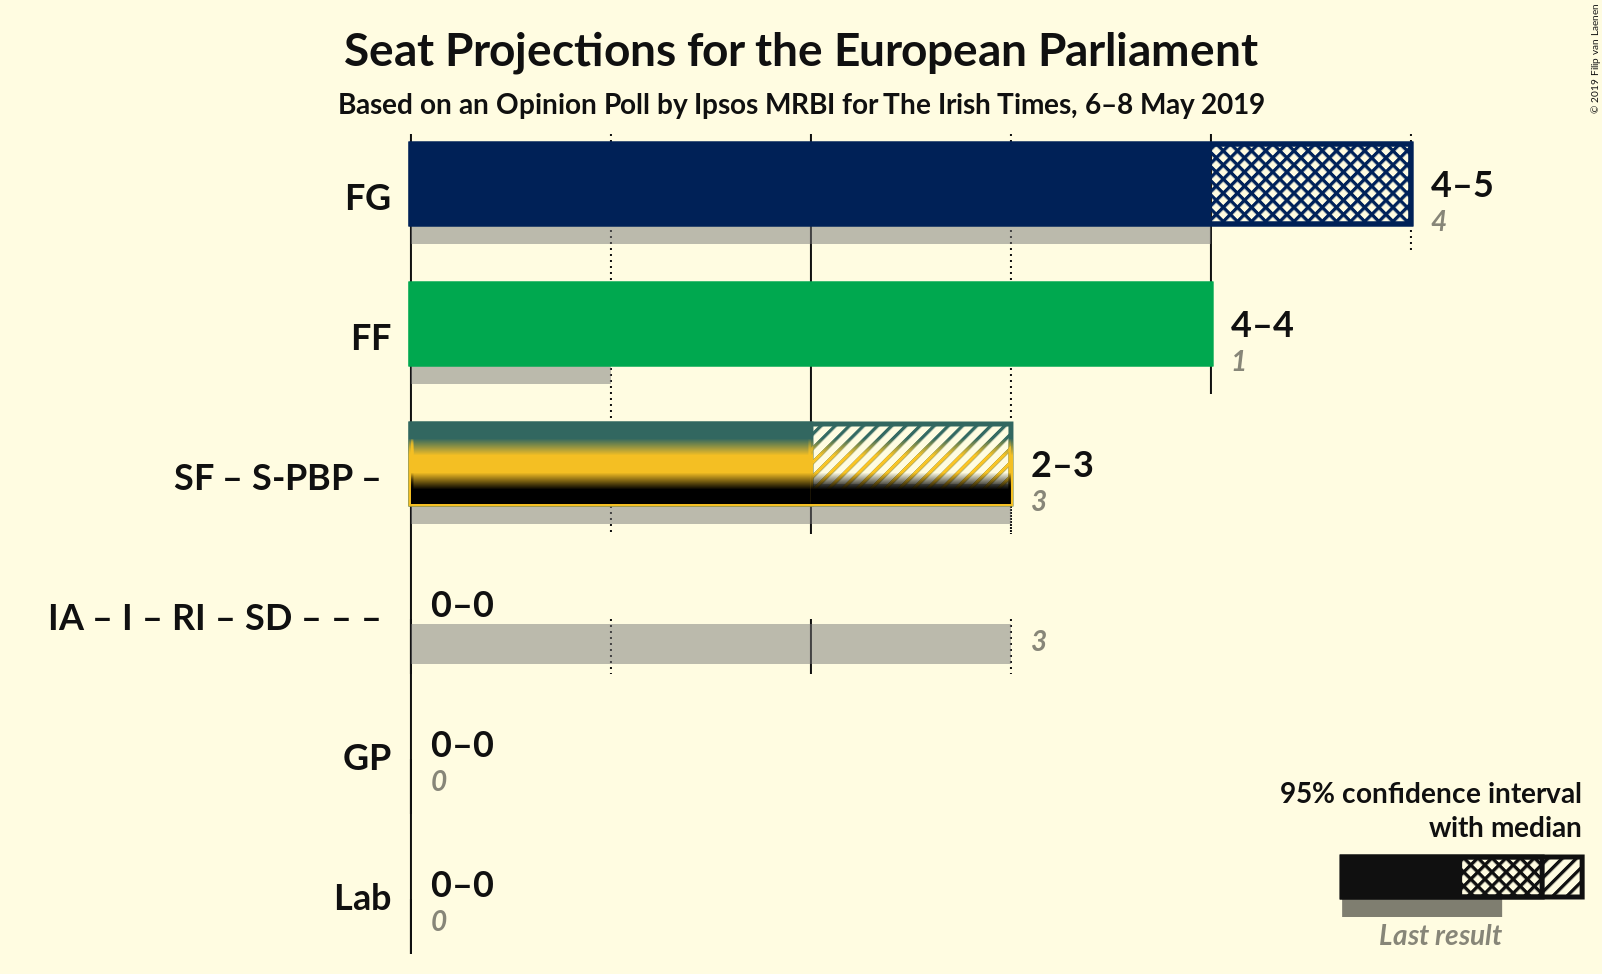 Seat Projections for the European Parliament
Based on an Opinion Poll by Ipsos MRBI for The Irish Times, 6–8 May 2019
© 2019 Filip van Laenen
FG
4–5
4
FF
4–4
1
SF – S-PBP –
2–3
3
IA – I – RI – SD – – –
0–0
3
GP
0–0
0
Lab
0–0
0
95% confidence interval
with median
Last result